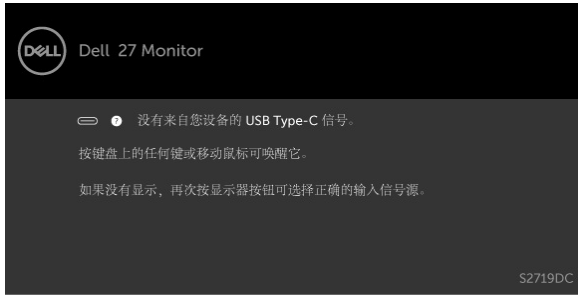 DELL
Dell 27 Monitor
? 没有来自您设备的 USB Type-C 信号。
按键盘上的任何键或移动鼠标可唤醒它。
如果没有显示，再次按显示器按钮可选择正确的输入信号源。
S2719DC